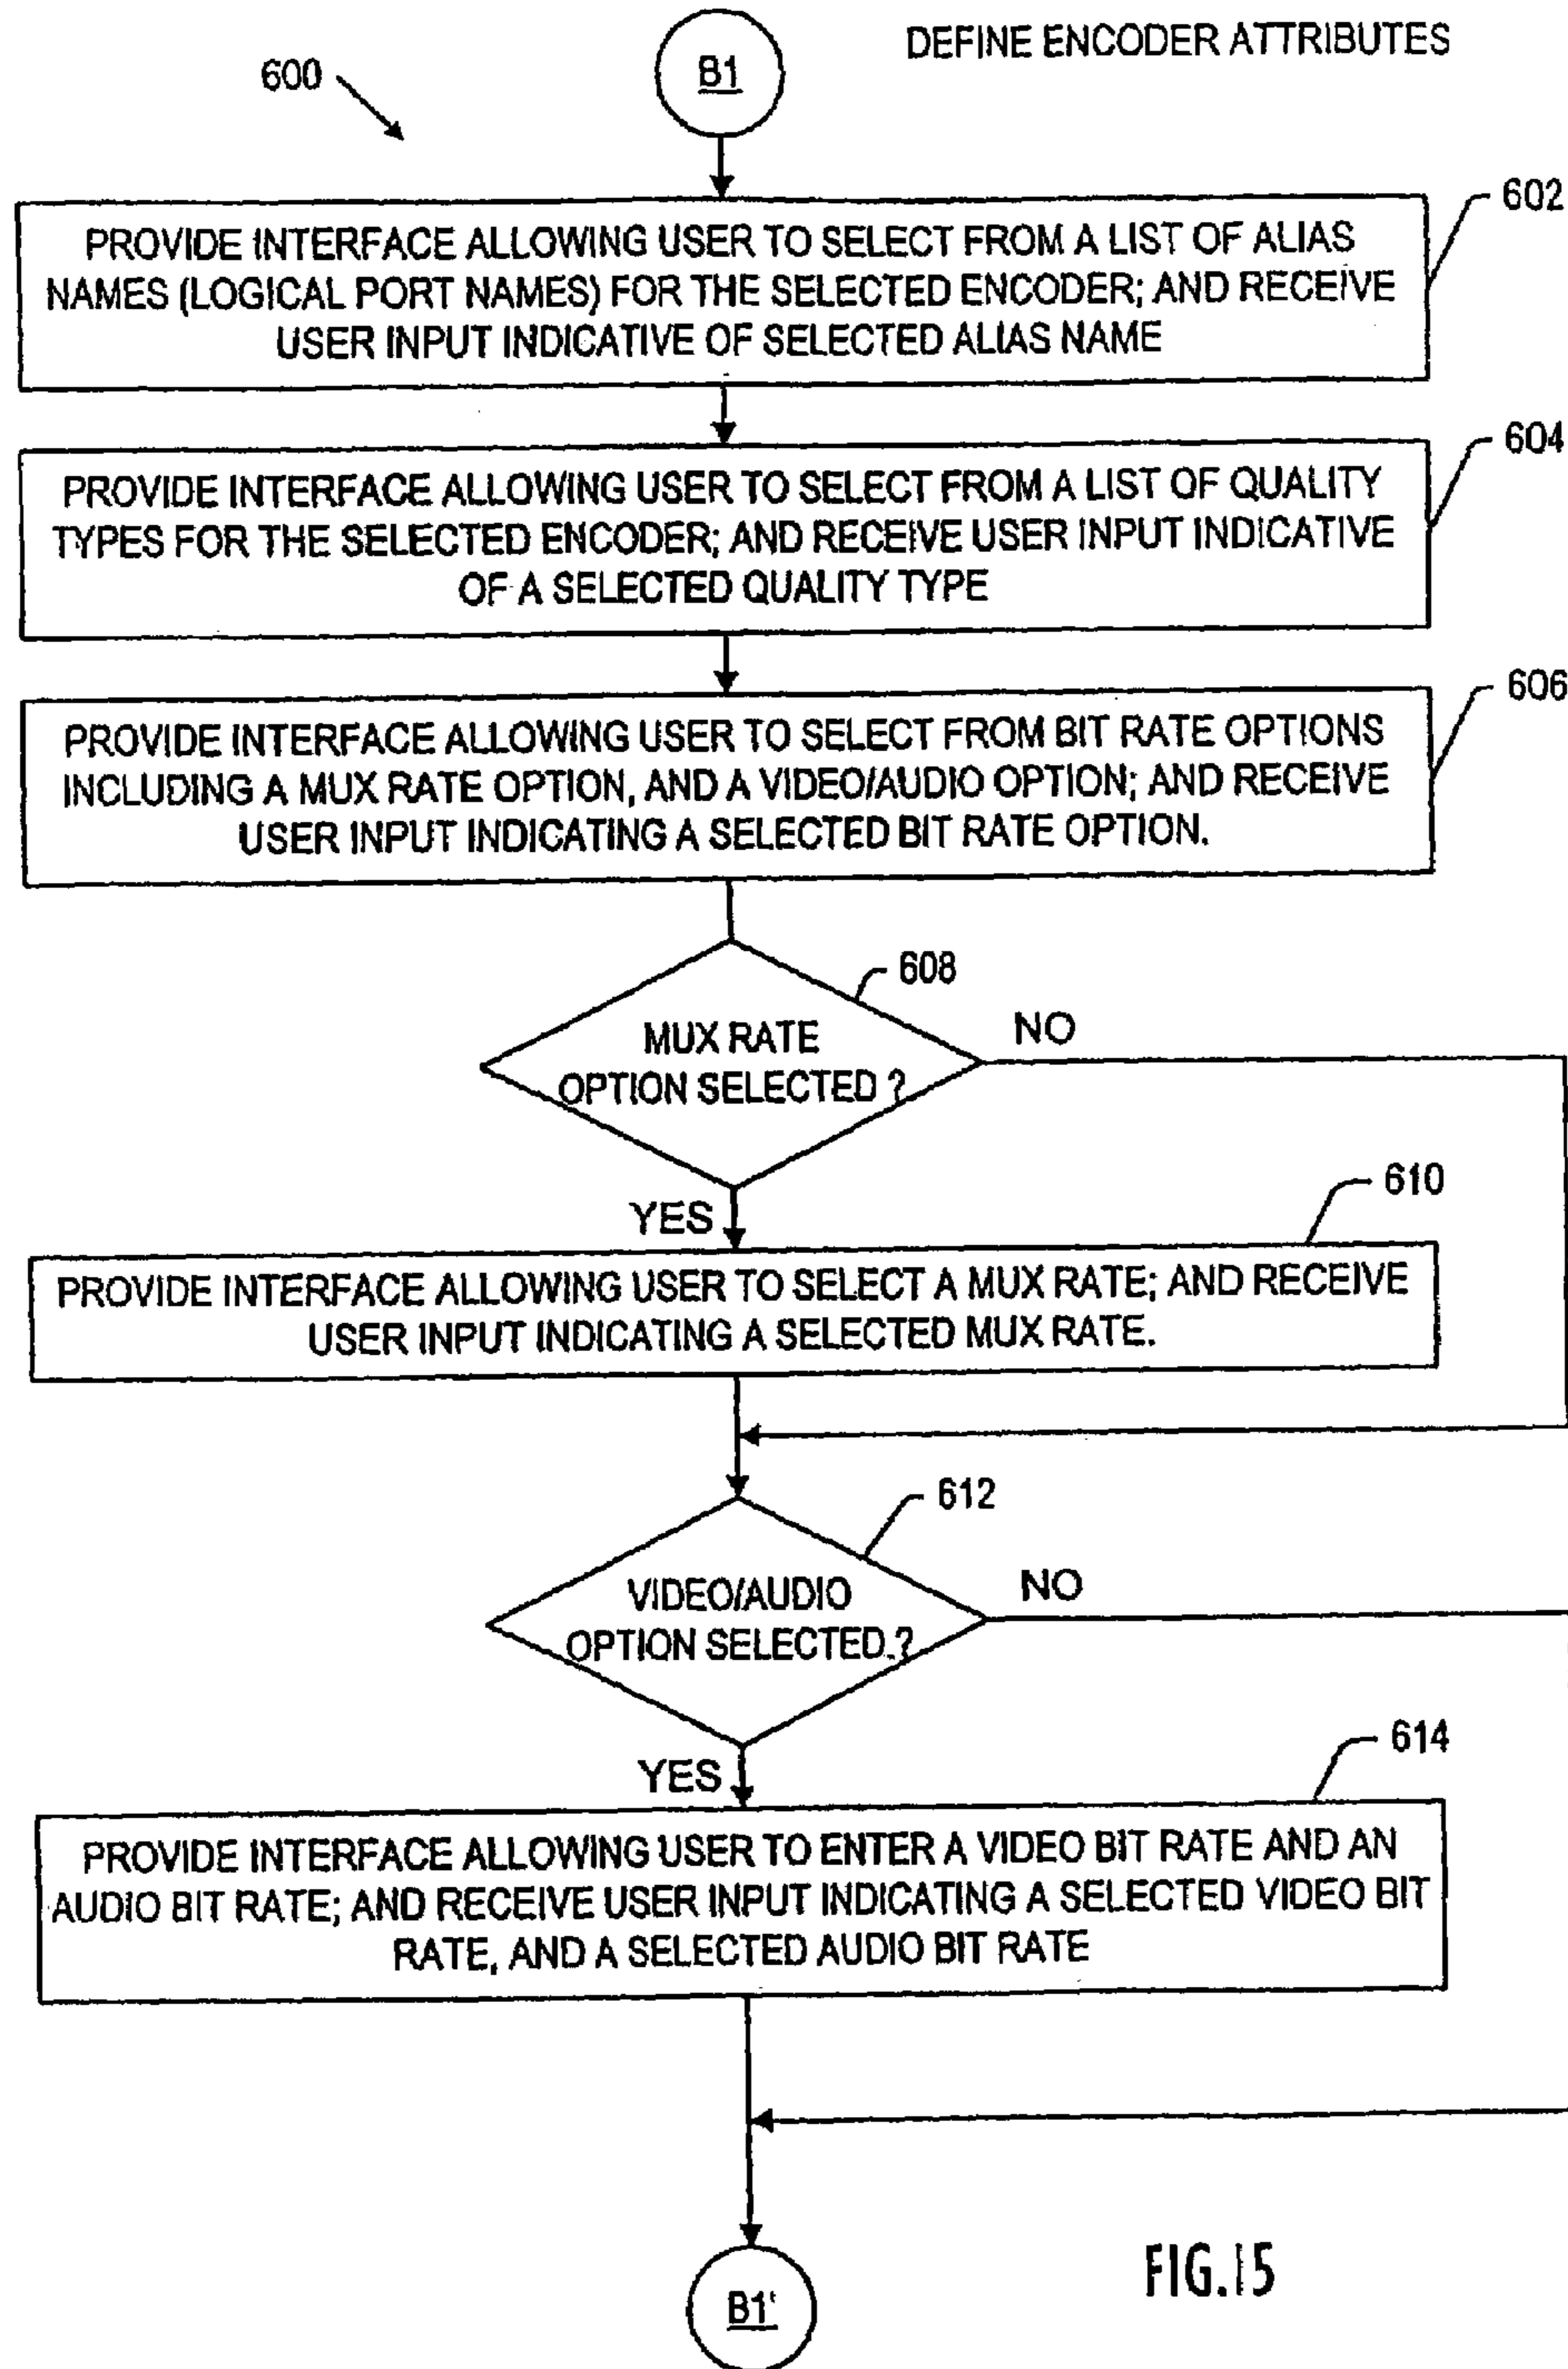 DEFINE ENCODER ATTRIBUTES
B1
600
602
PROVIDE INTERFACE ALLOWING USER TO SELECT FROM A LIST OF ALIAS
NAMES (LOGICAL PORT NAMES) FOR THE SELECTED ENCODER; AND RECEIVE
USER INPUT INDICATIVE OF SELECTED ALIAS NAME
604
PROVIDE INTERFACE ALLOWING USER TO SELECT FROM A LIST OF QUALITY
TYPES FOR THE SELECTED ENCODER; AND RECEIVE USER INPUT INDICATIVE
OF A SELECTED QUALITY TYPE
606
PROVIDE INTERFACE ALLOWING USER TO SELECT FROM BIT RATE OPTIONS
INCLUDING A MUX RATE OPTION, AND A VIDEO/AUDIO OPTION; AND RECEIVE
USER INPUT INDICATING A SELECTED BIT RATE OPTION.
608
MUX RATE
OPTION SELECTED ?
NO
YES
610
PROVIDE INTERFACE ALLOWING USER TO SELECT A MUX RATE; AND RECEIVE
USER INPUT INDICATING A SELECTED MUX RATE.
612
VIDEO/AUDIO
OPTION SELECTED.?
NO
YES
614
PROVIDE INTERFACE ALLOWING USER TO ENTER A VIDEO BIT RATE AND AN
AUDIO BIT RATE; AND RECEIVE USER INPUT INDICATING A SELECTED VIDEO BIT
RATE, AND A SELECTED AUDIO BIT RATE
B1'
FIG.15